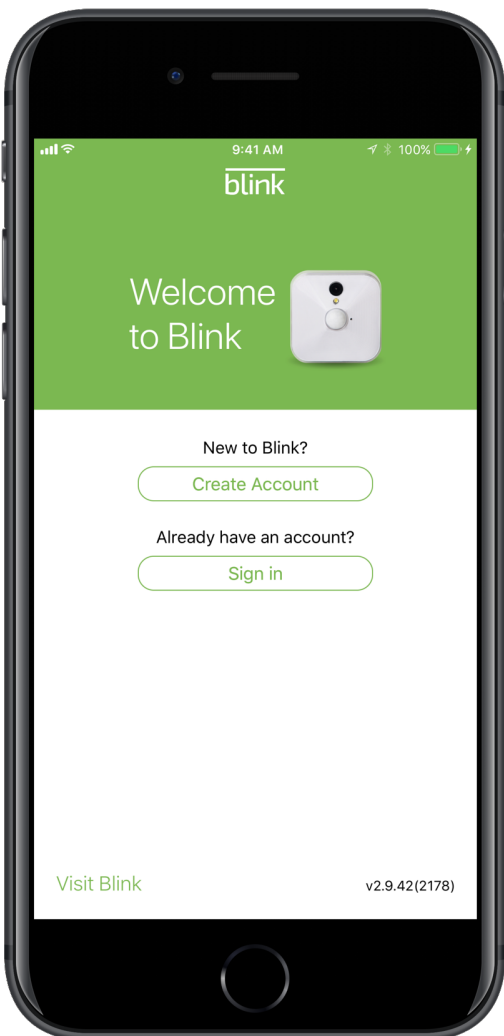 9:41 AM
100%
blink
Welcome
to Blink
New to Blink?
Create Account
Already have an account?
Sign in
Visit Blink
v2.9.42(2178)